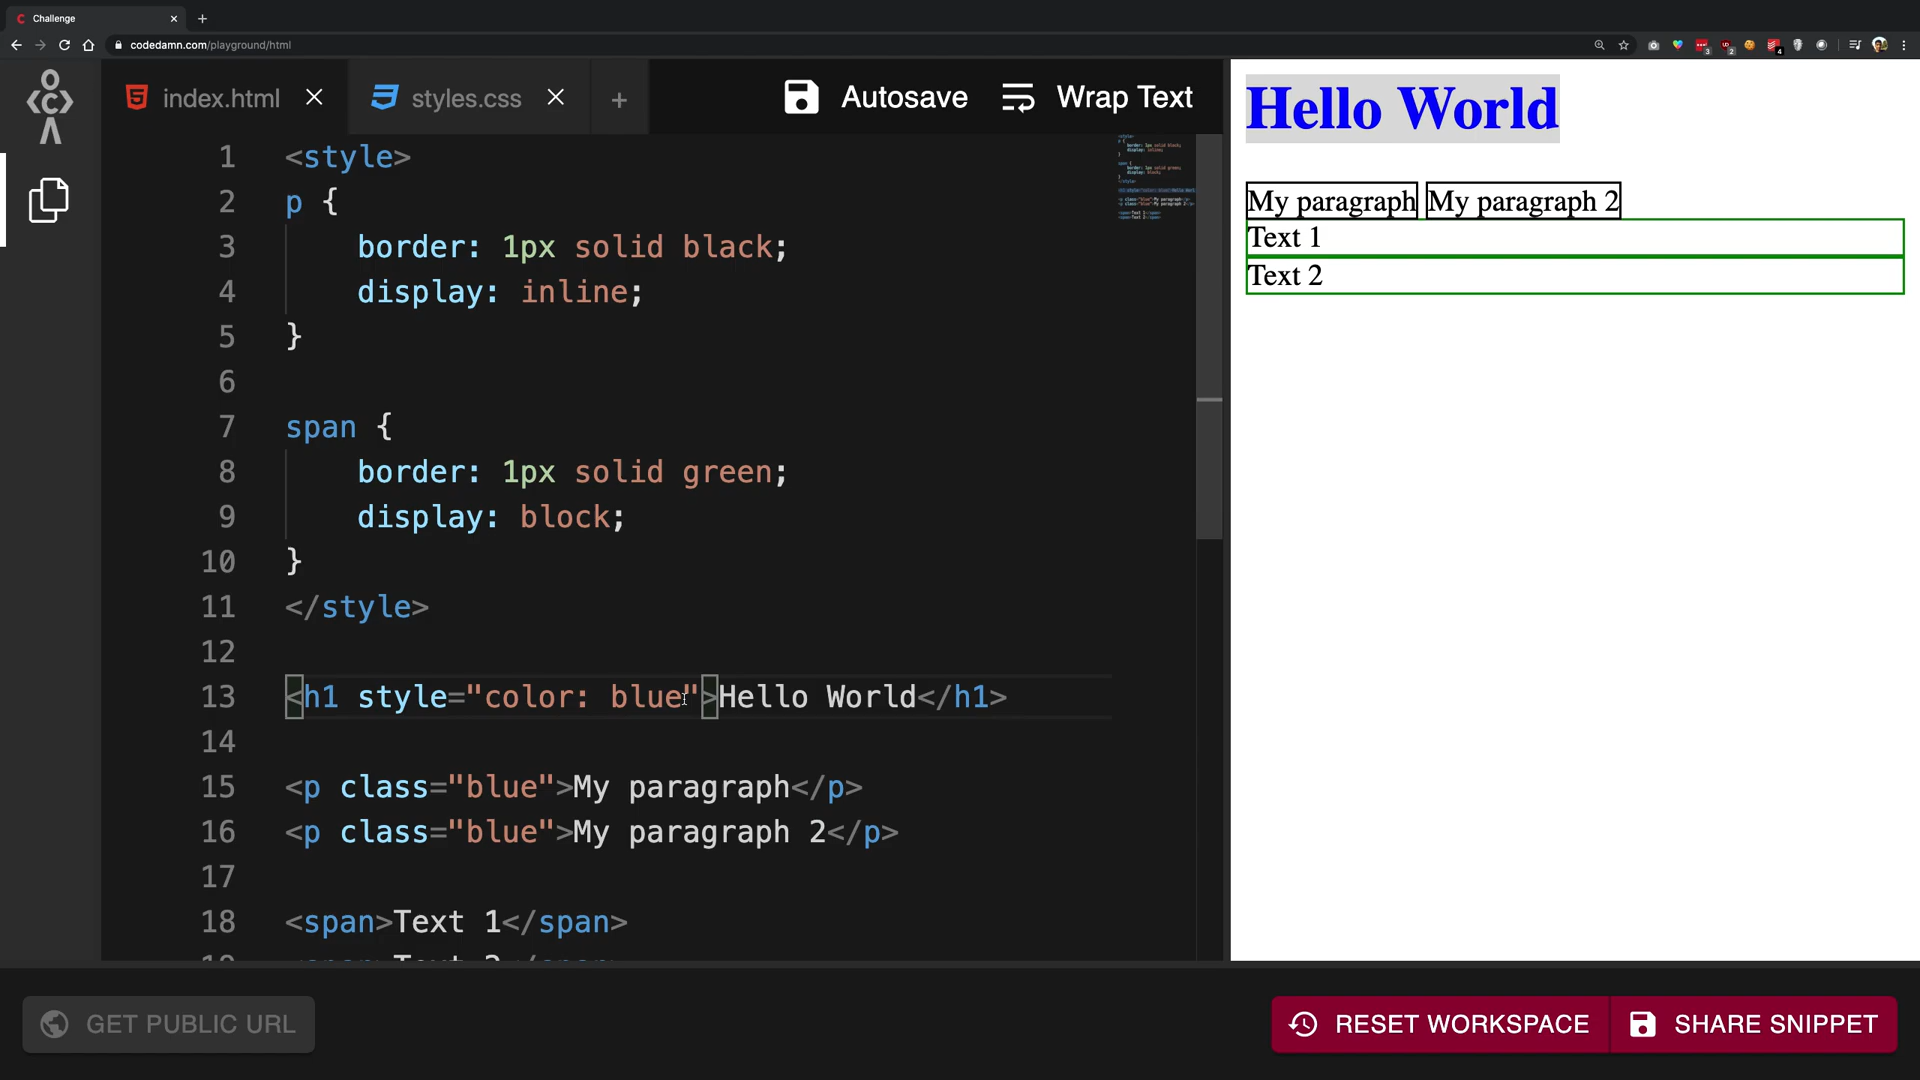 Challenge
codedamn.com/playground/html
index.html
styles.css
Autosave
Wrap Text
1 <style>
2 p {
3 border: 1px solid black;
4 display: inline;
5 }
6
7 span {
8 border: 1px solid green;
9 display: block;
10 }
11 </style>
12
13 <h1 style="color: blue">Hello World</h1>
14
15 <p class="blue">My paragraph</p>
16 <p class="blue">My paragraph 2</p>
17
18 <span>Text 1</span>
Hello World
My paragraph My paragraph 2
Text 1
Text 2
GET PUBLIC URL
RESET WORKSPACE
SHARE SNIPPET